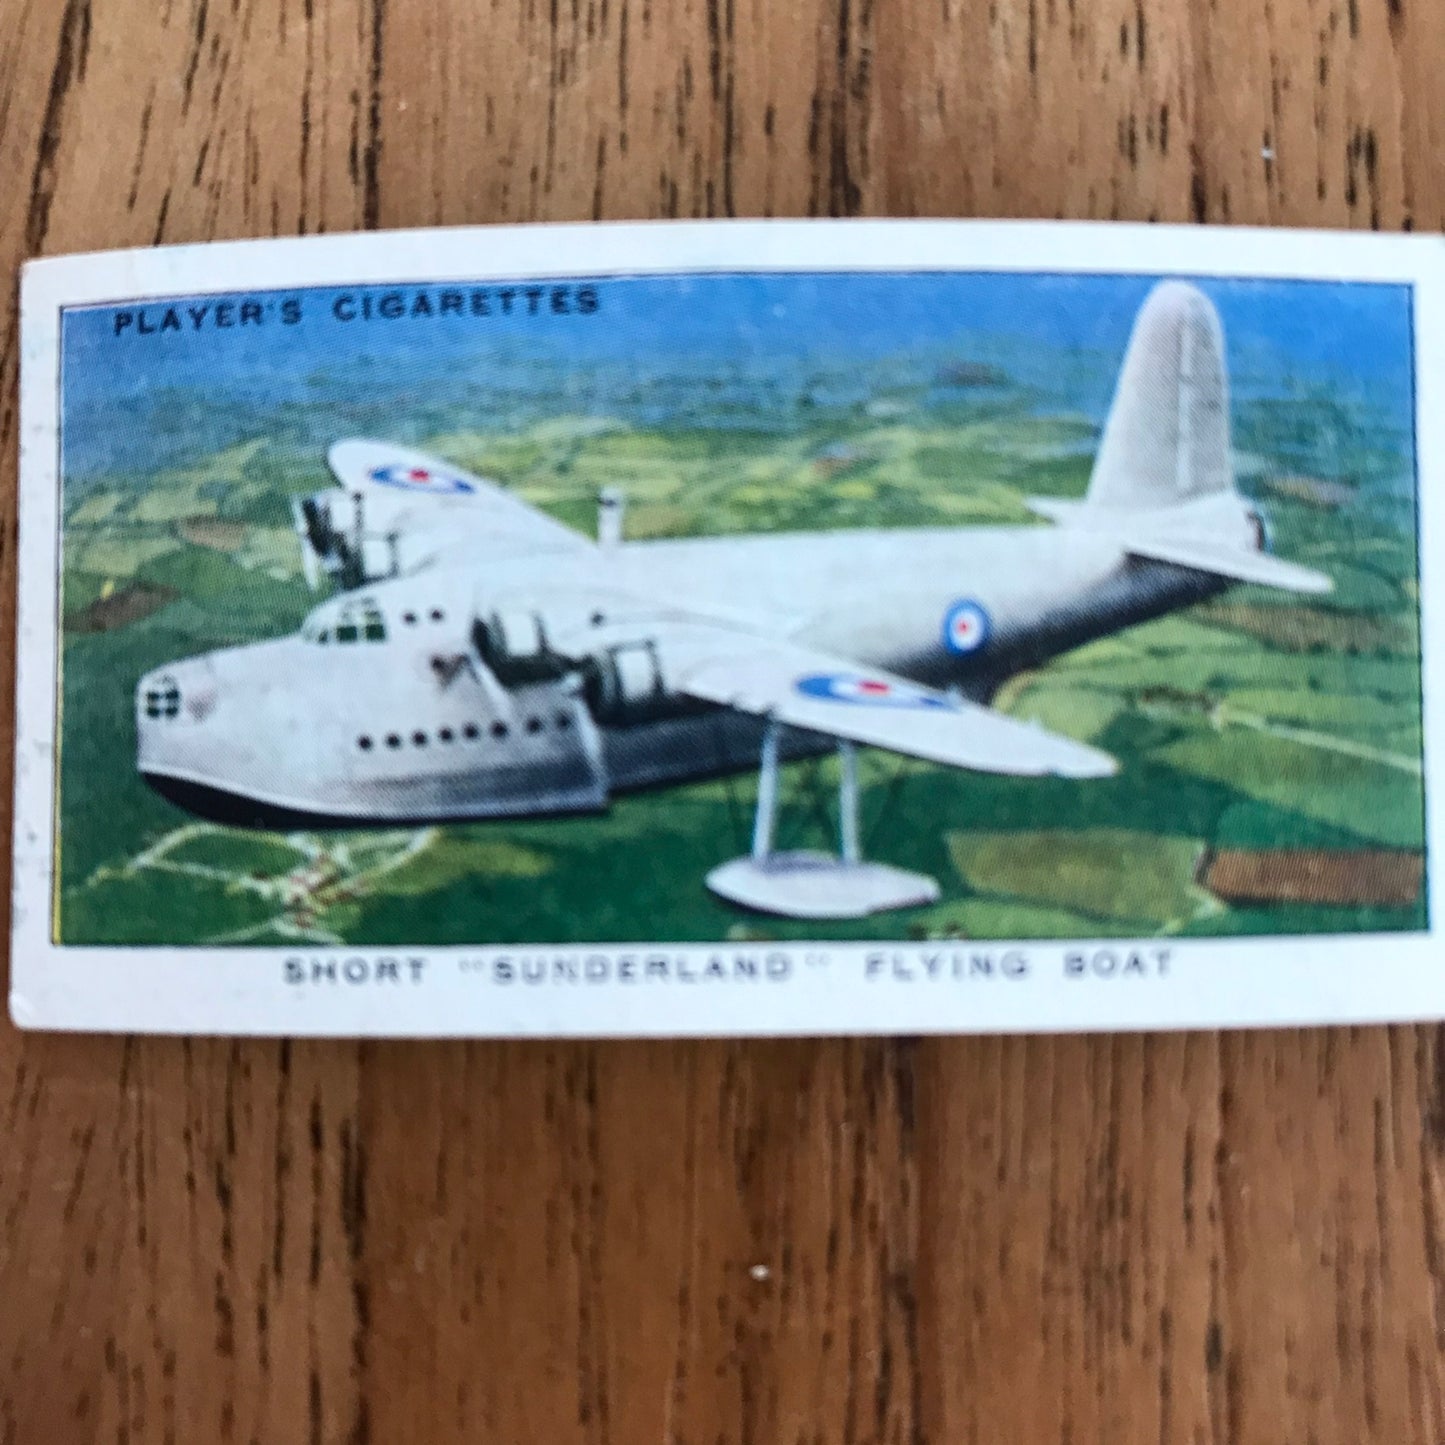 PLAYER'S CIGARETTES
SHORT "SUNDERLAND" FLYING BOAT